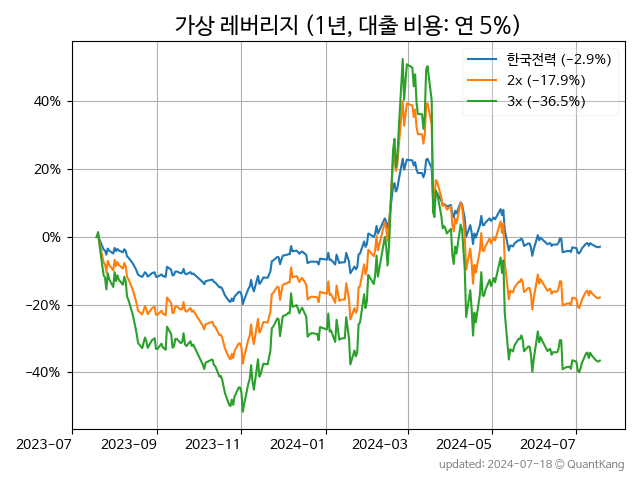 가상 레버리지 (1년, 대출 비용: 연 5%)
한국전력 (−2.9%)
2x (−17.9%)
3x (−36.5%)
40%
20%
0%
−20%
−40%
2023-07
2023-09
2023-11
2024-01
2024-03
2024-05
2024-07
updated: 2024-07-18 © QuantKang